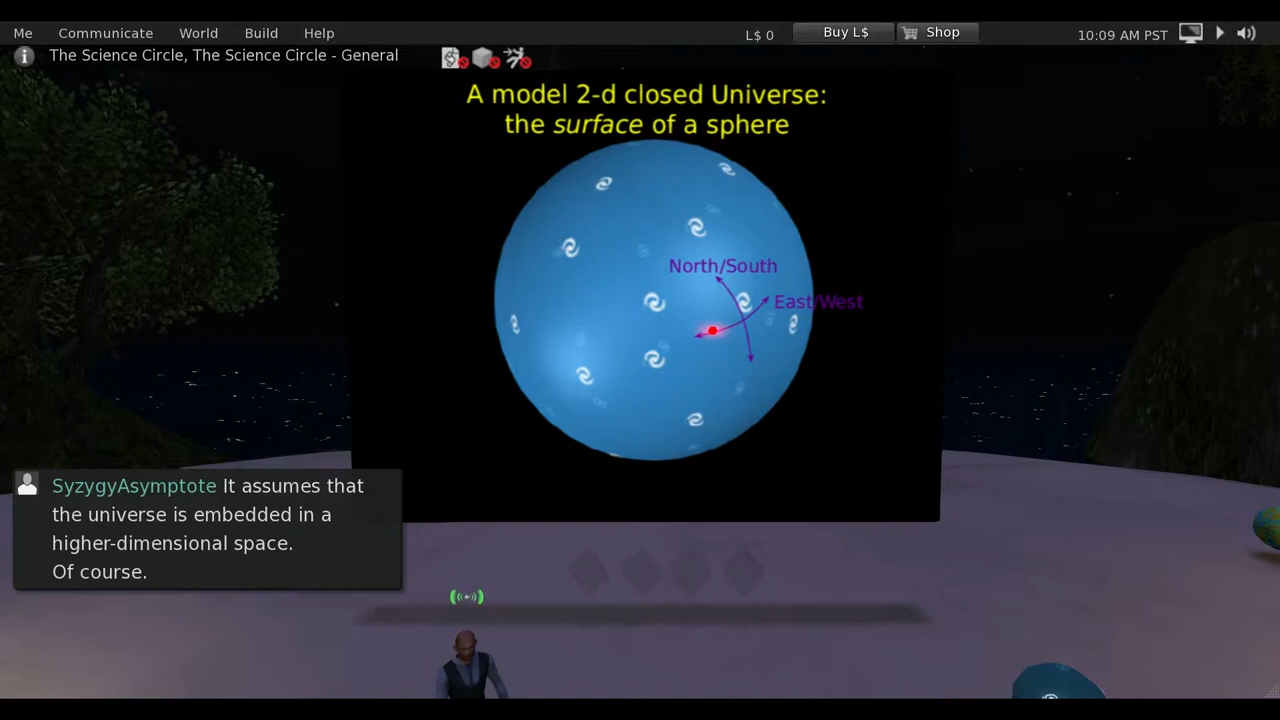 Me Communicate World Build Help L$ 0 Buy L$ Shop 10:09 AM PST
The Science Circle, The Science Circle - General
A model 2-d closed Universe:
the surface of a sphere
North/South
East/West
SyzygyAsymptote It assumes that
the universe is embedded in a
higher-dimensional space.
Of course.